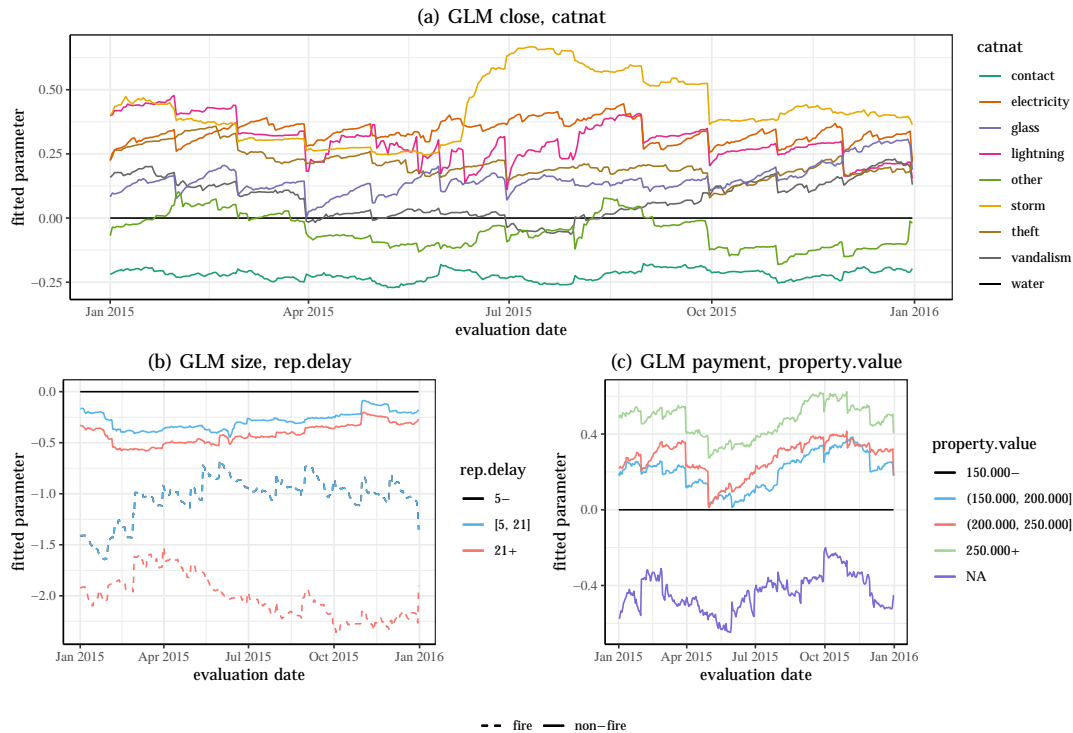 (a) GLM close, catnat
fitted parameter
0.50
0.25
0.00
−0.25
Jan 2015
Apr 2015
Jul 2015
Oct 2015
Jan 2016
evaluation date
catnat
contact
electricity
glass
lightning
other
storm
theft
vandalism
water
(b) GLM size, rep.delay
fitted parameter
0.0
−0.5
−1.0
−1.5
−2.0
Jan 2015
Apr 2015
Jul 2015
Oct 2015
Jan 2016
evaluation date
rep.delay
5−
[5, 21]
21+
(c) GLM payment, property.value
fitted parameter
0.4
0.0
−0.4
Jan 2015
Apr 2015
Jul 2015
Oct 2015
Jan 2016
evaluation date
property.value
150.000−
(150.000, 200.000]
(200.000, 250.000]
250.000+
NA
fire
non−fire